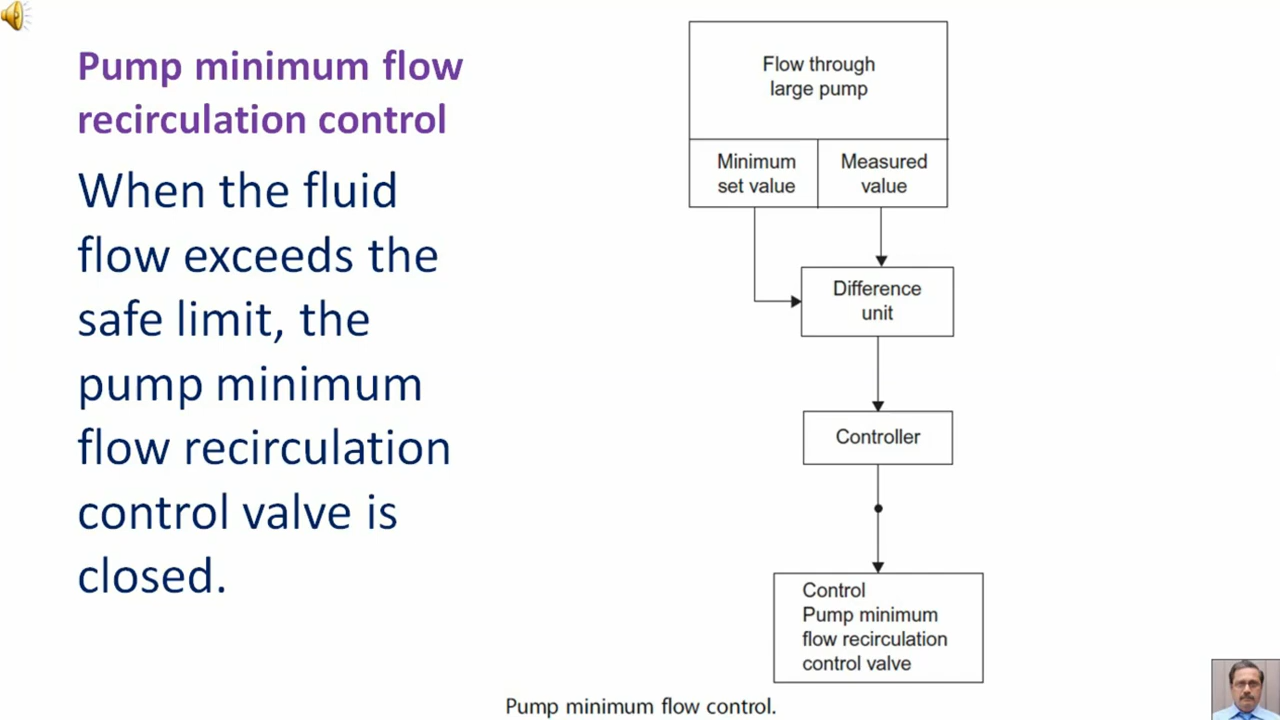 Pump minimum flow
recirculation control
When the fluid
flow exceeds the
safe limit, the
pump minimum
flow recirculation
control valve is
closed.
Flow through
large pump
Minimum
set value
Measured
value
Difference
unit
Controller
Control
Pump minimum
flow recirculation
control valve
Pump minimum flow control.